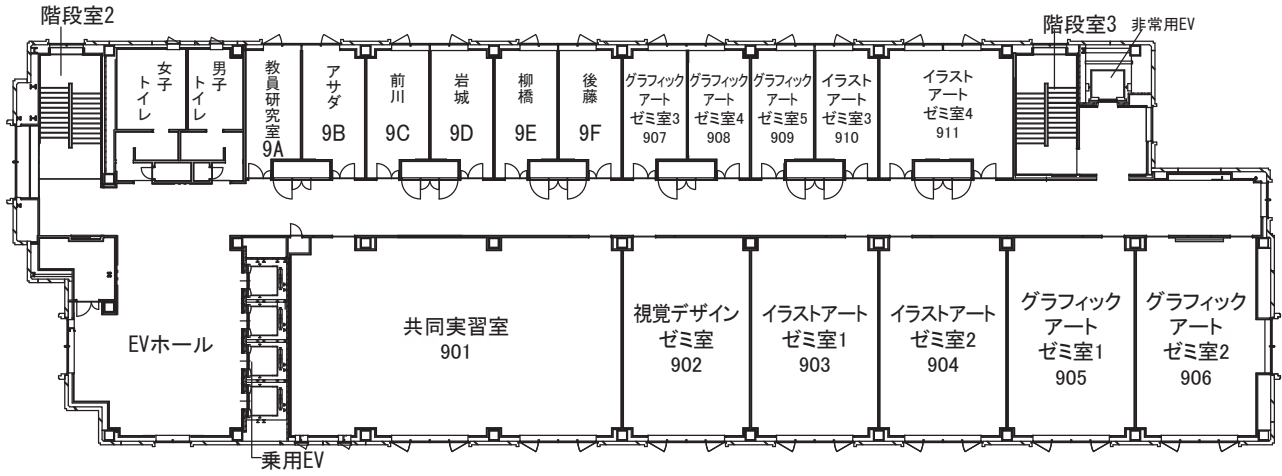 階段室2
階段室3
非常用EV
女子
トイレ
男子
トイレ
教員研究室
9A
アサダ
9B
前川
9C
岩城
9D
柳橋
9E
後藤
9F
グラフィック
アート
ゼミ室3
907
グラフィック
アート
ゼミ室4
908
グラフィック
アート
ゼミ室5
909
イラスト
アート
ゼミ室3
910
イラスト
アート
ゼミ室4
911
EVホール
共同実習室
901
視覚デザイン
ゼミ室
902
イラストアート
ゼミ室1
903
イラストアート
ゼミ室2
904
グラフィック
アート
ゼミ室1
905
グラフィック
アート
ゼミ室2
906
乗用EV